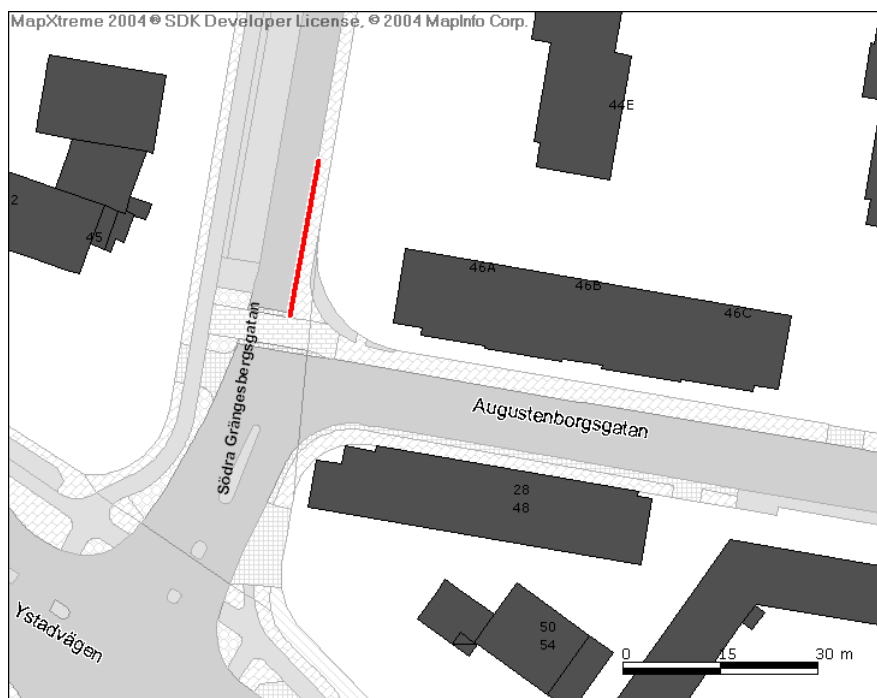 MapXtreme 2004 ® SDK Developer License, © 2004 MapInfo Corp.
44E
2
45
46A
46B
46C
Södra Grängesbergsgatan
Augustenborgsgatan
28
48
Ystadvägen
50
54
0 15 30 m